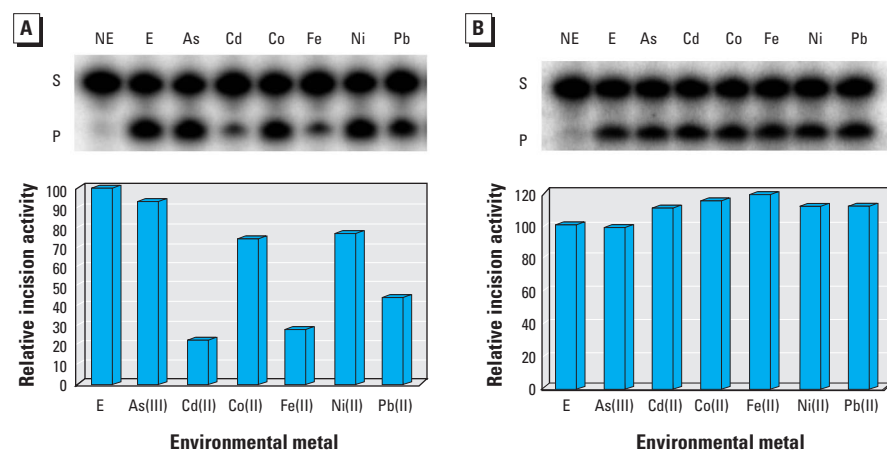 A
NE E As Cd Co Fe Ni Pb
S
P
Relative incision activity
100
90
80
70
60
50
40
30
20
10
0
E As(III) Cd(II) Co(II) Fe(II) Ni(II) Pb(II)
Environmental metal
B
NE E As Cd Co Fe Ni Pb
S
P
Relative incision activity
120
100
80
60
40
20
0
E As(III) Cd(II) Co(II) Fe(II) Ni(II) Pb(II)
Environmental metal